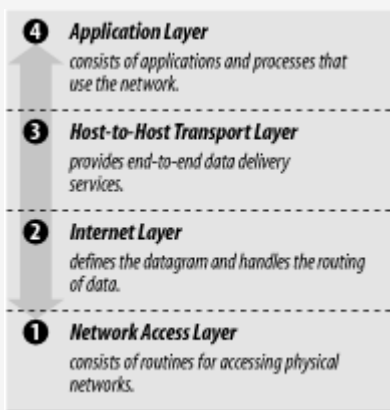 4 Application Layer
consists of applications and processes that
use the network.
3 Host-to-Host Transport Layer
provides end-to-end data delivery
services.
2 Internet Layer
defines the datagram and handles the routing
of data.
1 Network Access Layer
consists of routines for accessing physical
networks.